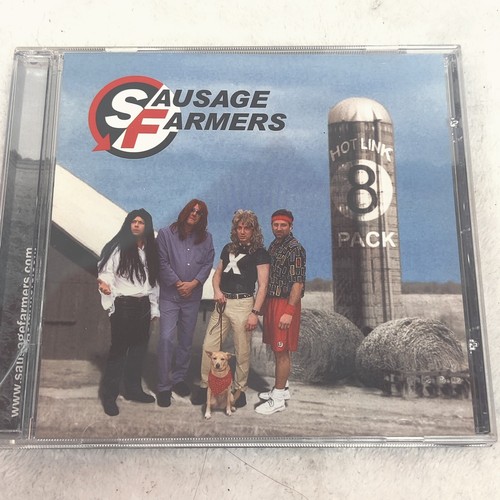 SAUSAGE
FARMERS
HOT LINK
8
PACK
X
www.sausagefarmers.com